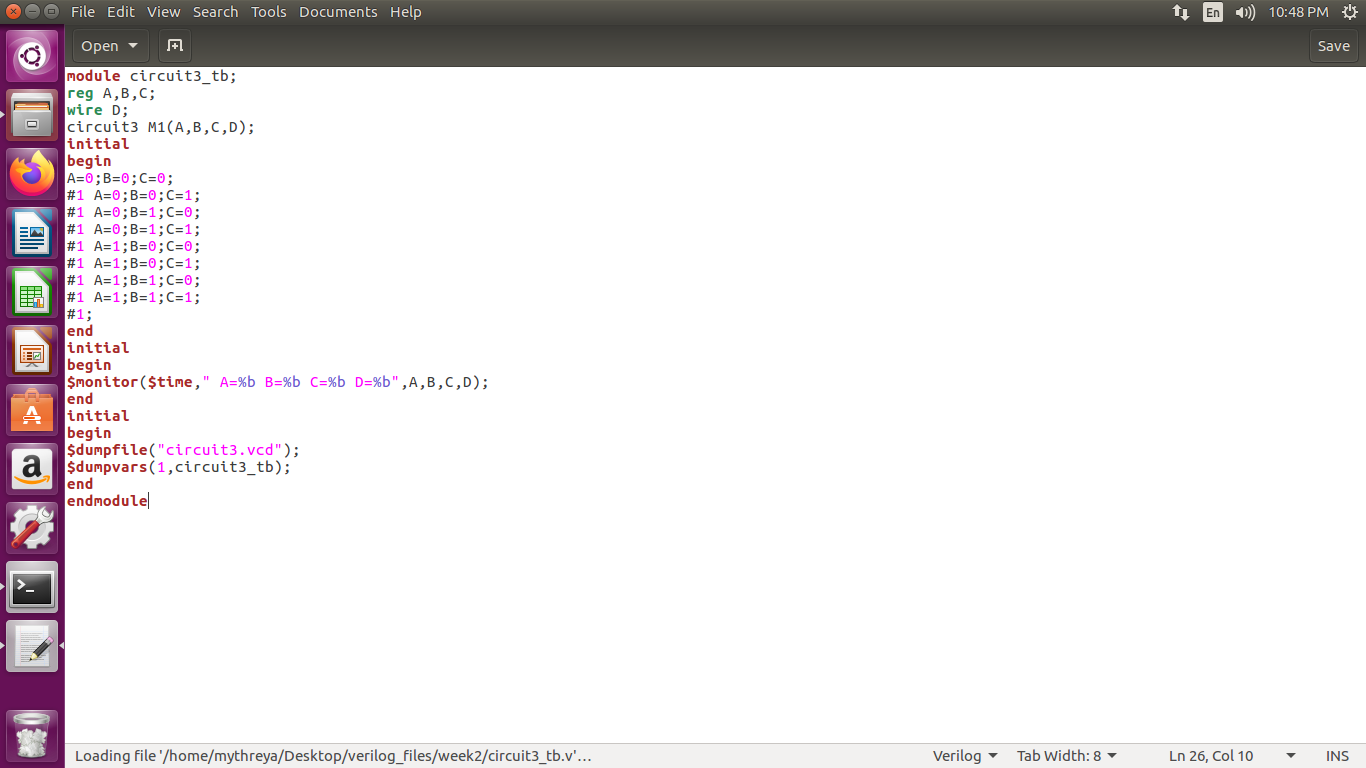 File Edit View Search Tools Documents Help En 10:48 PM
Open Save
module circuit3_tb;
reg A,B,C;
wire D;
circuit3 M1(A,B,C,D);
initial
begin
A=0;B=0;C=0;
#1 A=0;B=0;C=1;
#1 A=0;B=1;C=0;
#1 A=0;B=1;C=1;
#1 A=1;B=0;C=0;
#1 A=1;B=0;C=1;
#1 A=1;B=1;C=0;
#1 A=1;B=1;C=1;
#1;
end
initial
begin
$monitor($time," A=%b B=%b C=%b D=%b",A,B,C,D);
end
initial
begin
$dumpfile("circuit3.vcd");
$dumpvars(1,circuit3_tb);
end
endmodule
Loading file '/home/mythreya/Desktop/verilog_files/week2/circuit3_tb.v'… Verilog Tab Width: 8 Ln 26, Col 10 INS